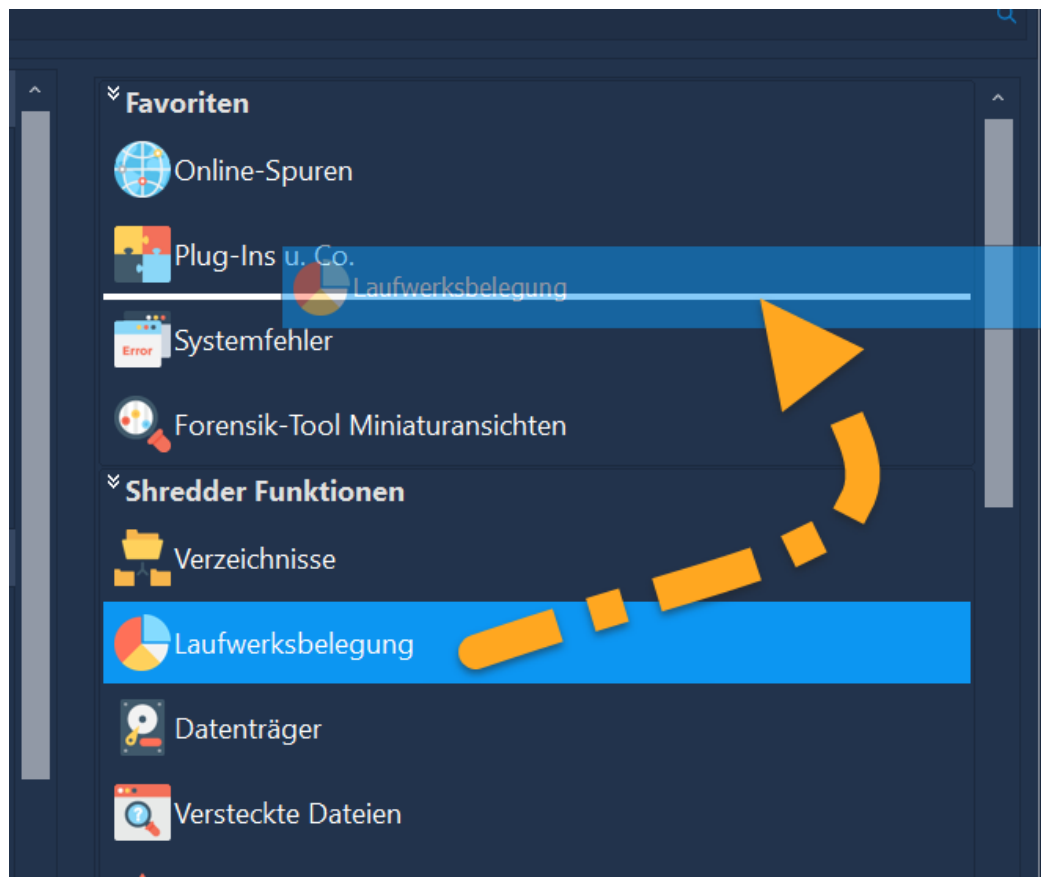 Favoriten
Online-Spuren
Plug-Ins u. Co.
Laufwerksbelegung
Error
Systemfehler
Forensik-Tool Miniaturansichten
Shredder Funktionen
Verzeichnisse
Laufwerksbelegung
Datenträger
?
Versteckte Dateien